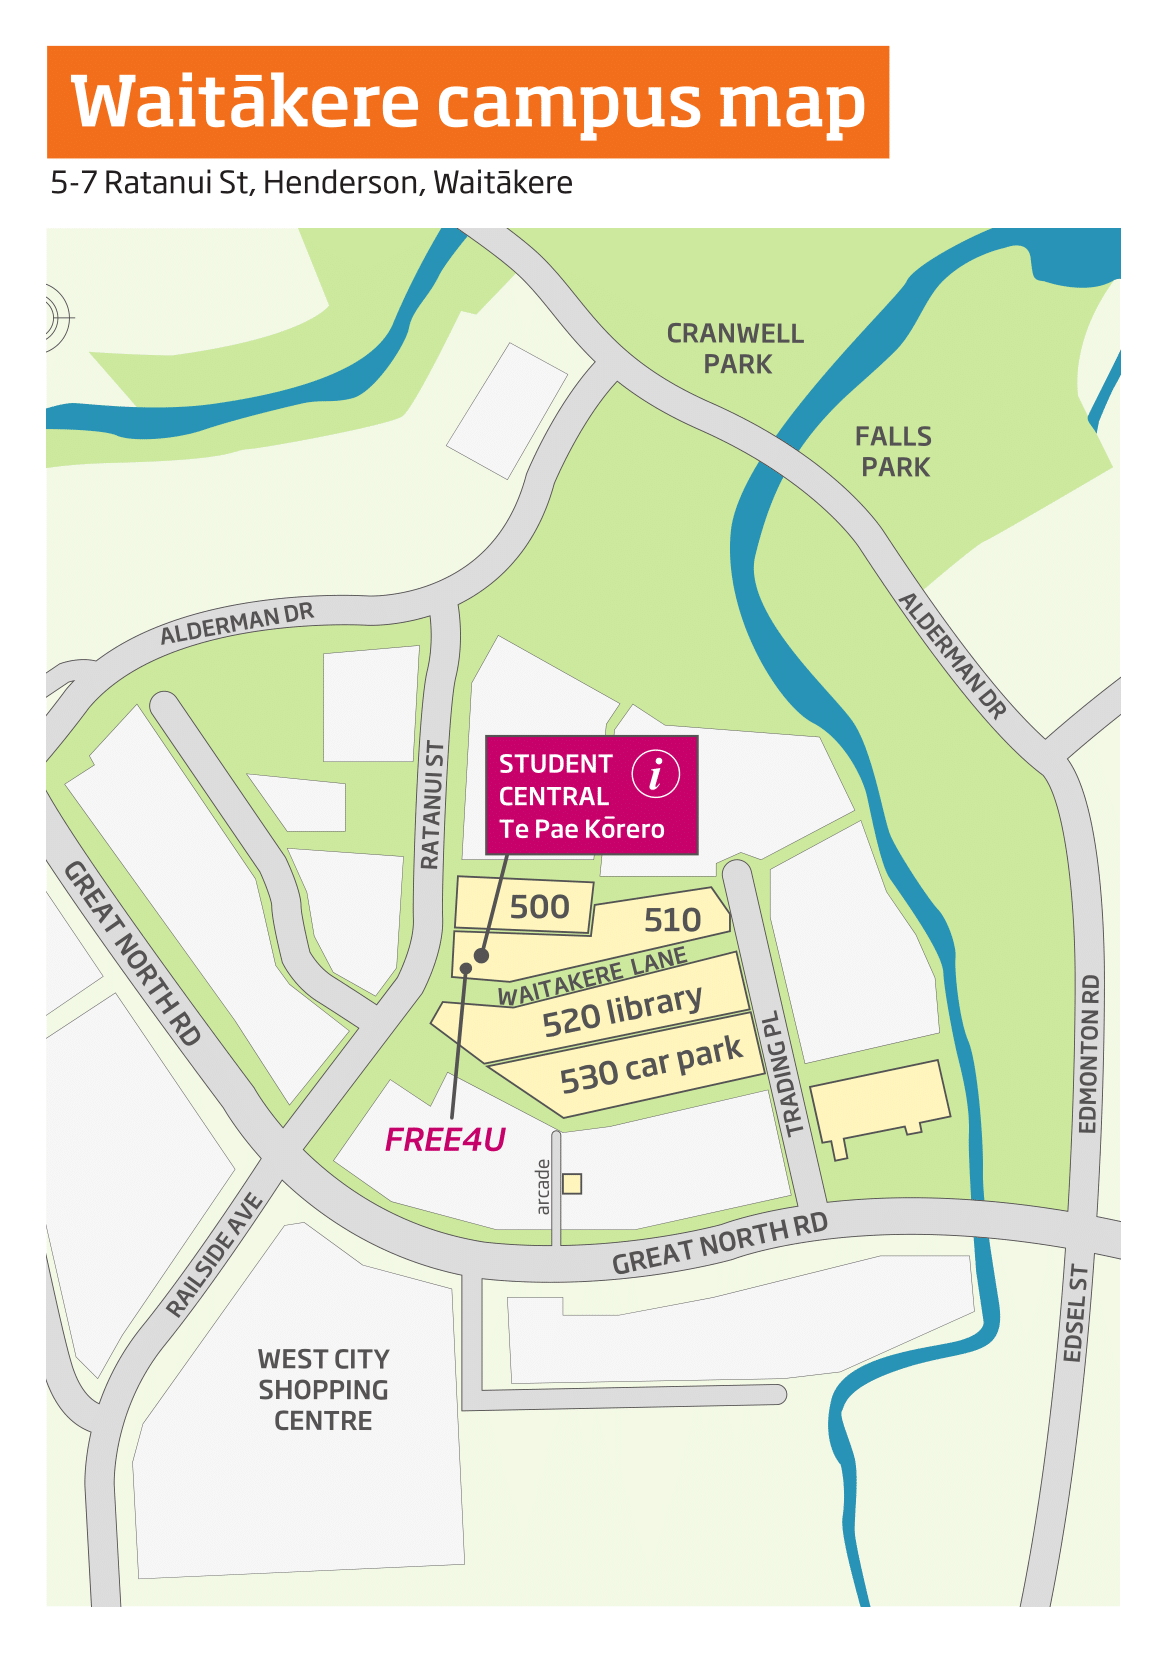 Waitākere campus map
5-7 Ratanui St, Henderson, Waitākere
CRANWELL
PARK
FALLS
PARK
ALDERMAN DR
ALDERMAN DR
RATANUI ST
STUDENT
CENTRAL
Te Pae Kōrero
i
GREAT NORTH RD
500
510
WAITAKERE LANE
520 library
530 car park
TRADING PL
EDMONTON RD
FREE4U
arcade
RAILSIDE AVE
GREAT NORTH RD
EDSEL ST
WEST CITY
SHOPPING
CENTRE